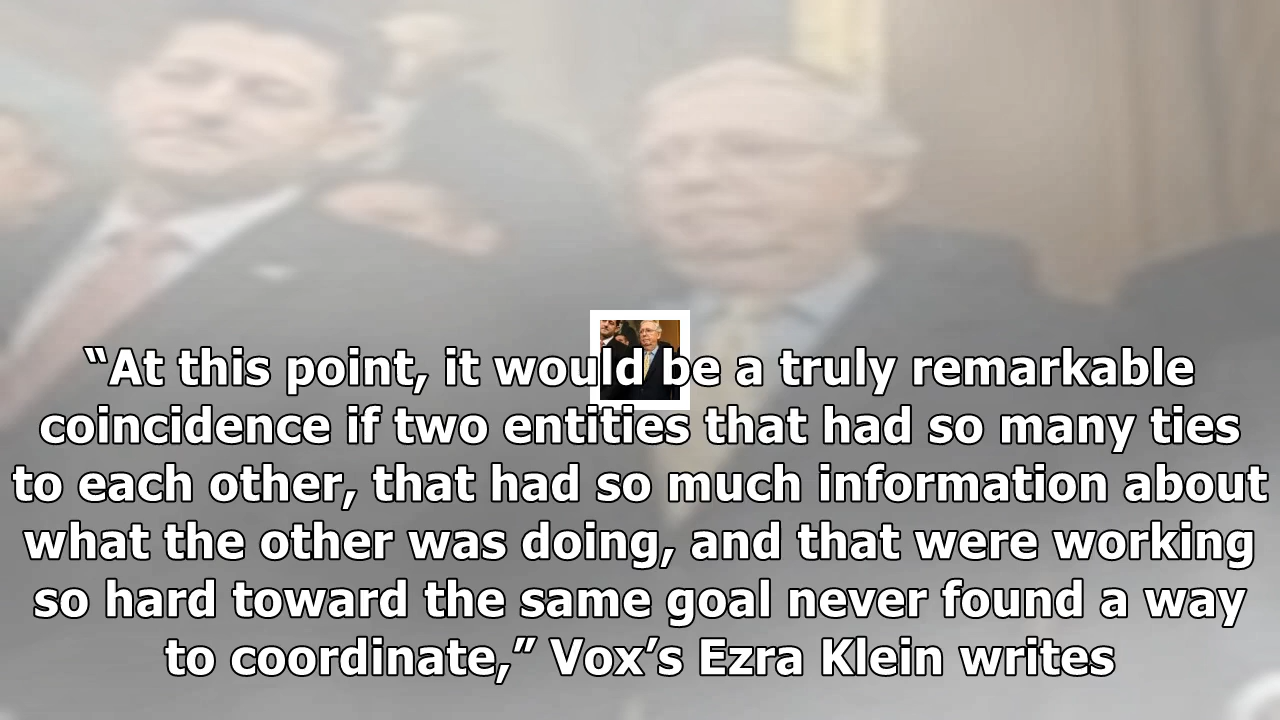 “At this point, it would be a truly remarkable
coincidence if two entities that had so many ties
to each other, that had so much information about
what the other was doing, and that were working
so hard toward the same goal never found a way
to coordinate,” Vox’s Ezra Klein writes